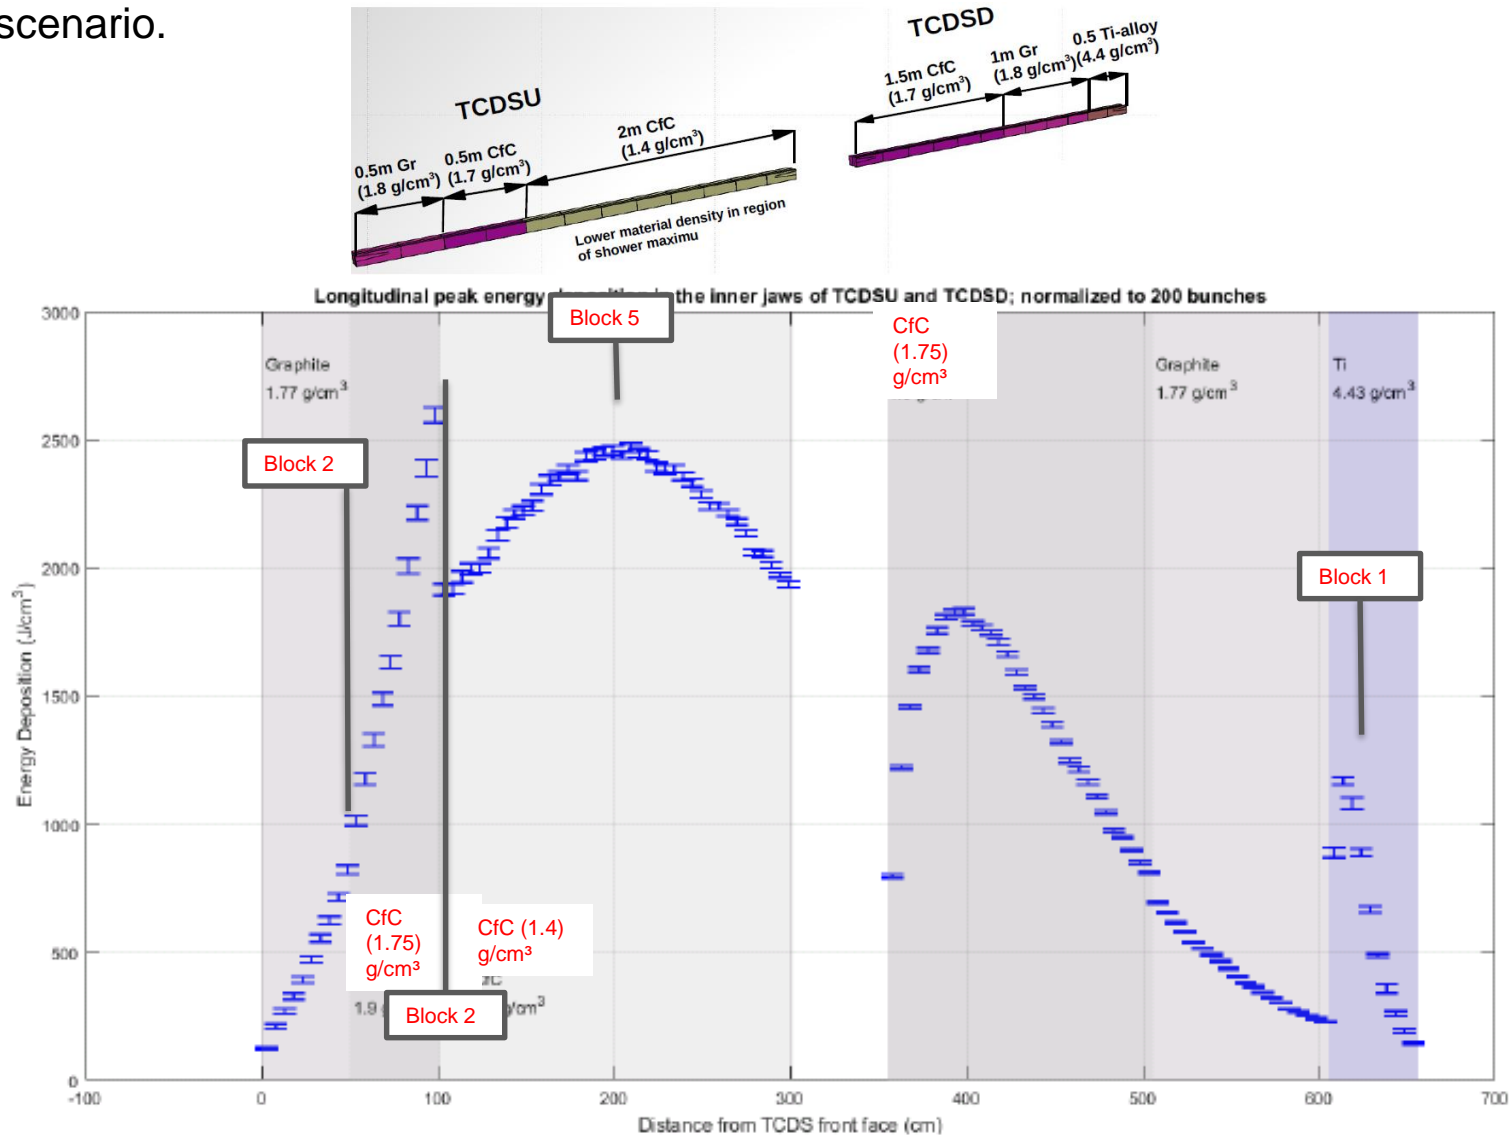 scenario.
TCDSU
0.5m Gr
(1.8 g/cm³)
0.5m CfC
(1.7 g/cm³)
2m CfC
(1.4 g/cm³)
Lower material density in region
of shower maximu
TCDSD
1.5m CfC
(1.7 g/cm³)
1m Gr
(1.8 g/cm³)
0.5 Ti-alloy
(4.4 g/cm³)
Longitudinal peak energy the inner jaws of TCDSU and TCDSD; normalized to 200 bunches
3000
2500
2000
1500
1000
500
0
Energy Deposition (J/cm³)
Graphite
1.77 g/cm³
Block 2
Block 5
CfC
(1.75)
g/cm³
Graphite
1.77 g/cm³
Ti
4.43 g/cm³
Block 1
CfC
(1.75)
g/cm³
CfC (1.4)
g/cm³
1.9
g/cm³
Block 2
-100 0 100 200 300 400 500 600 700
Distance from TCDS front face (cm)